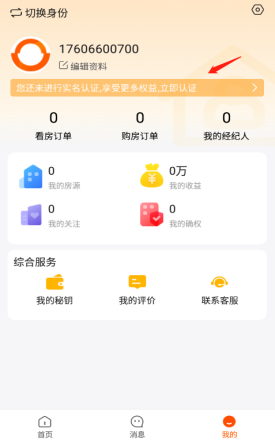 切换身份
17606600700
编辑资料
您还未进行实名认证,享受更多权益,立即认证
0 0 0
看房订单 购房订单 我的经纪人
0 0万
我的房源 我的收益
0 0
我的关注 我的确权
综合服务
我的秘钥 我的评价 联系客服
首页 消息 我的